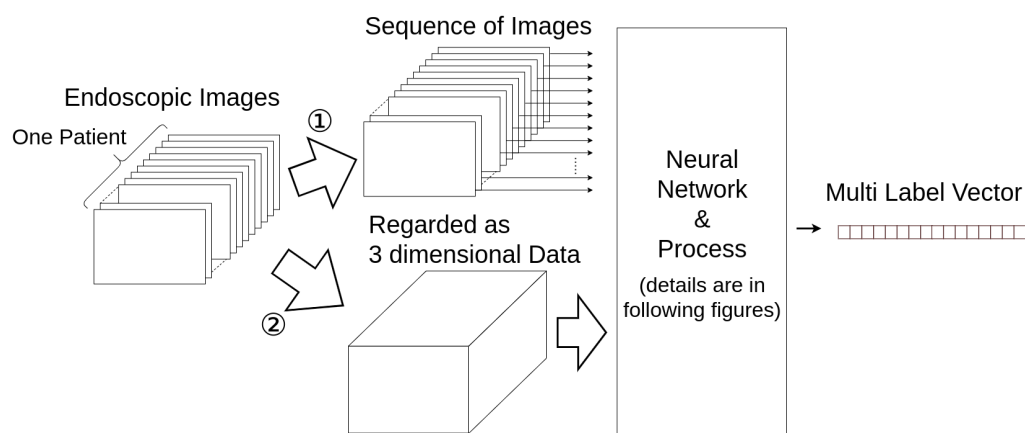 Sequence of Images
Endoscopic Images
One Patient
①
Regarded as
3 dimensional Data
②
Neural
Network
&
Process
(details are in
following figures)
Multi Label Vector